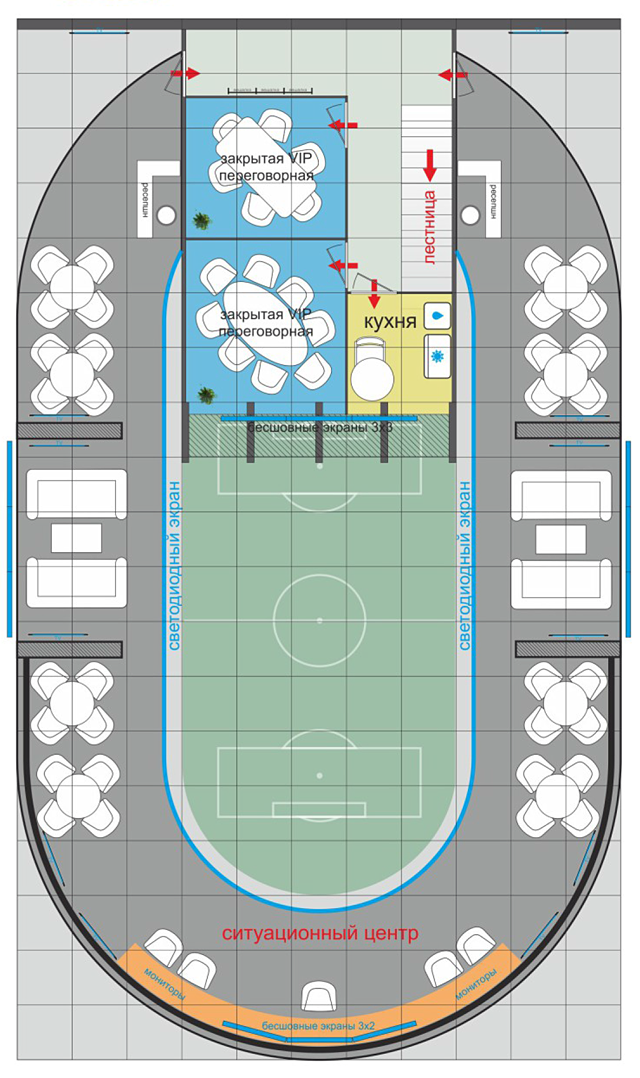 закрытая VIP
переговорная
ресепшн
ресепшн
лестница
закрытая VIP
переговорная
кухня
бесшовные экраны 3х3
светодиодный экран
светодиодный экран
ситуационный центр
мониторы
мониторы
бесшовные экраны 3х2